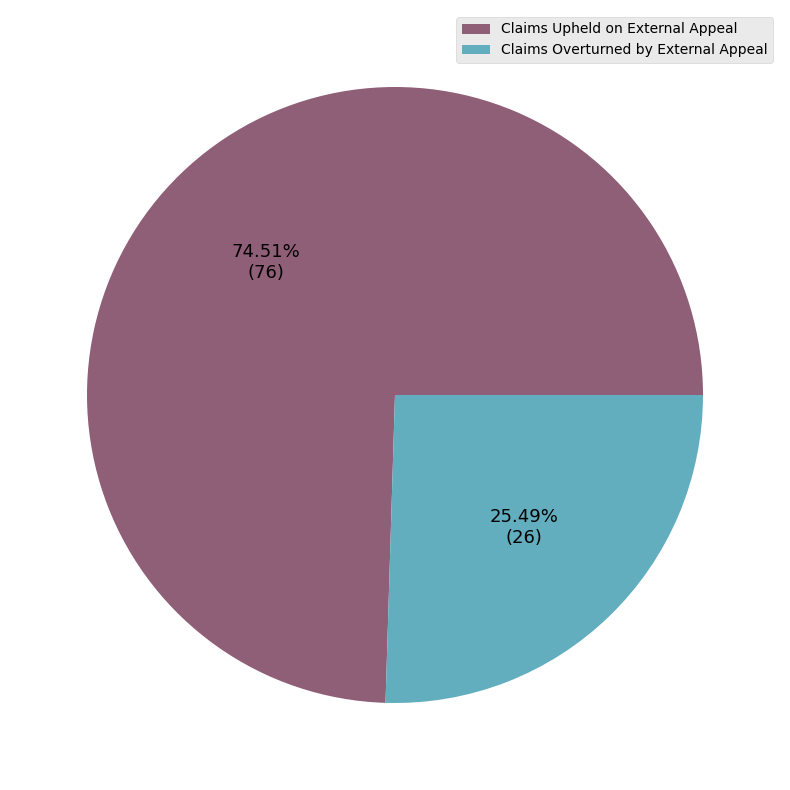 Claims Upheld on External Appeal
Claims Overturned by External Appeal
74.51%
(76)
25.49%
(26)